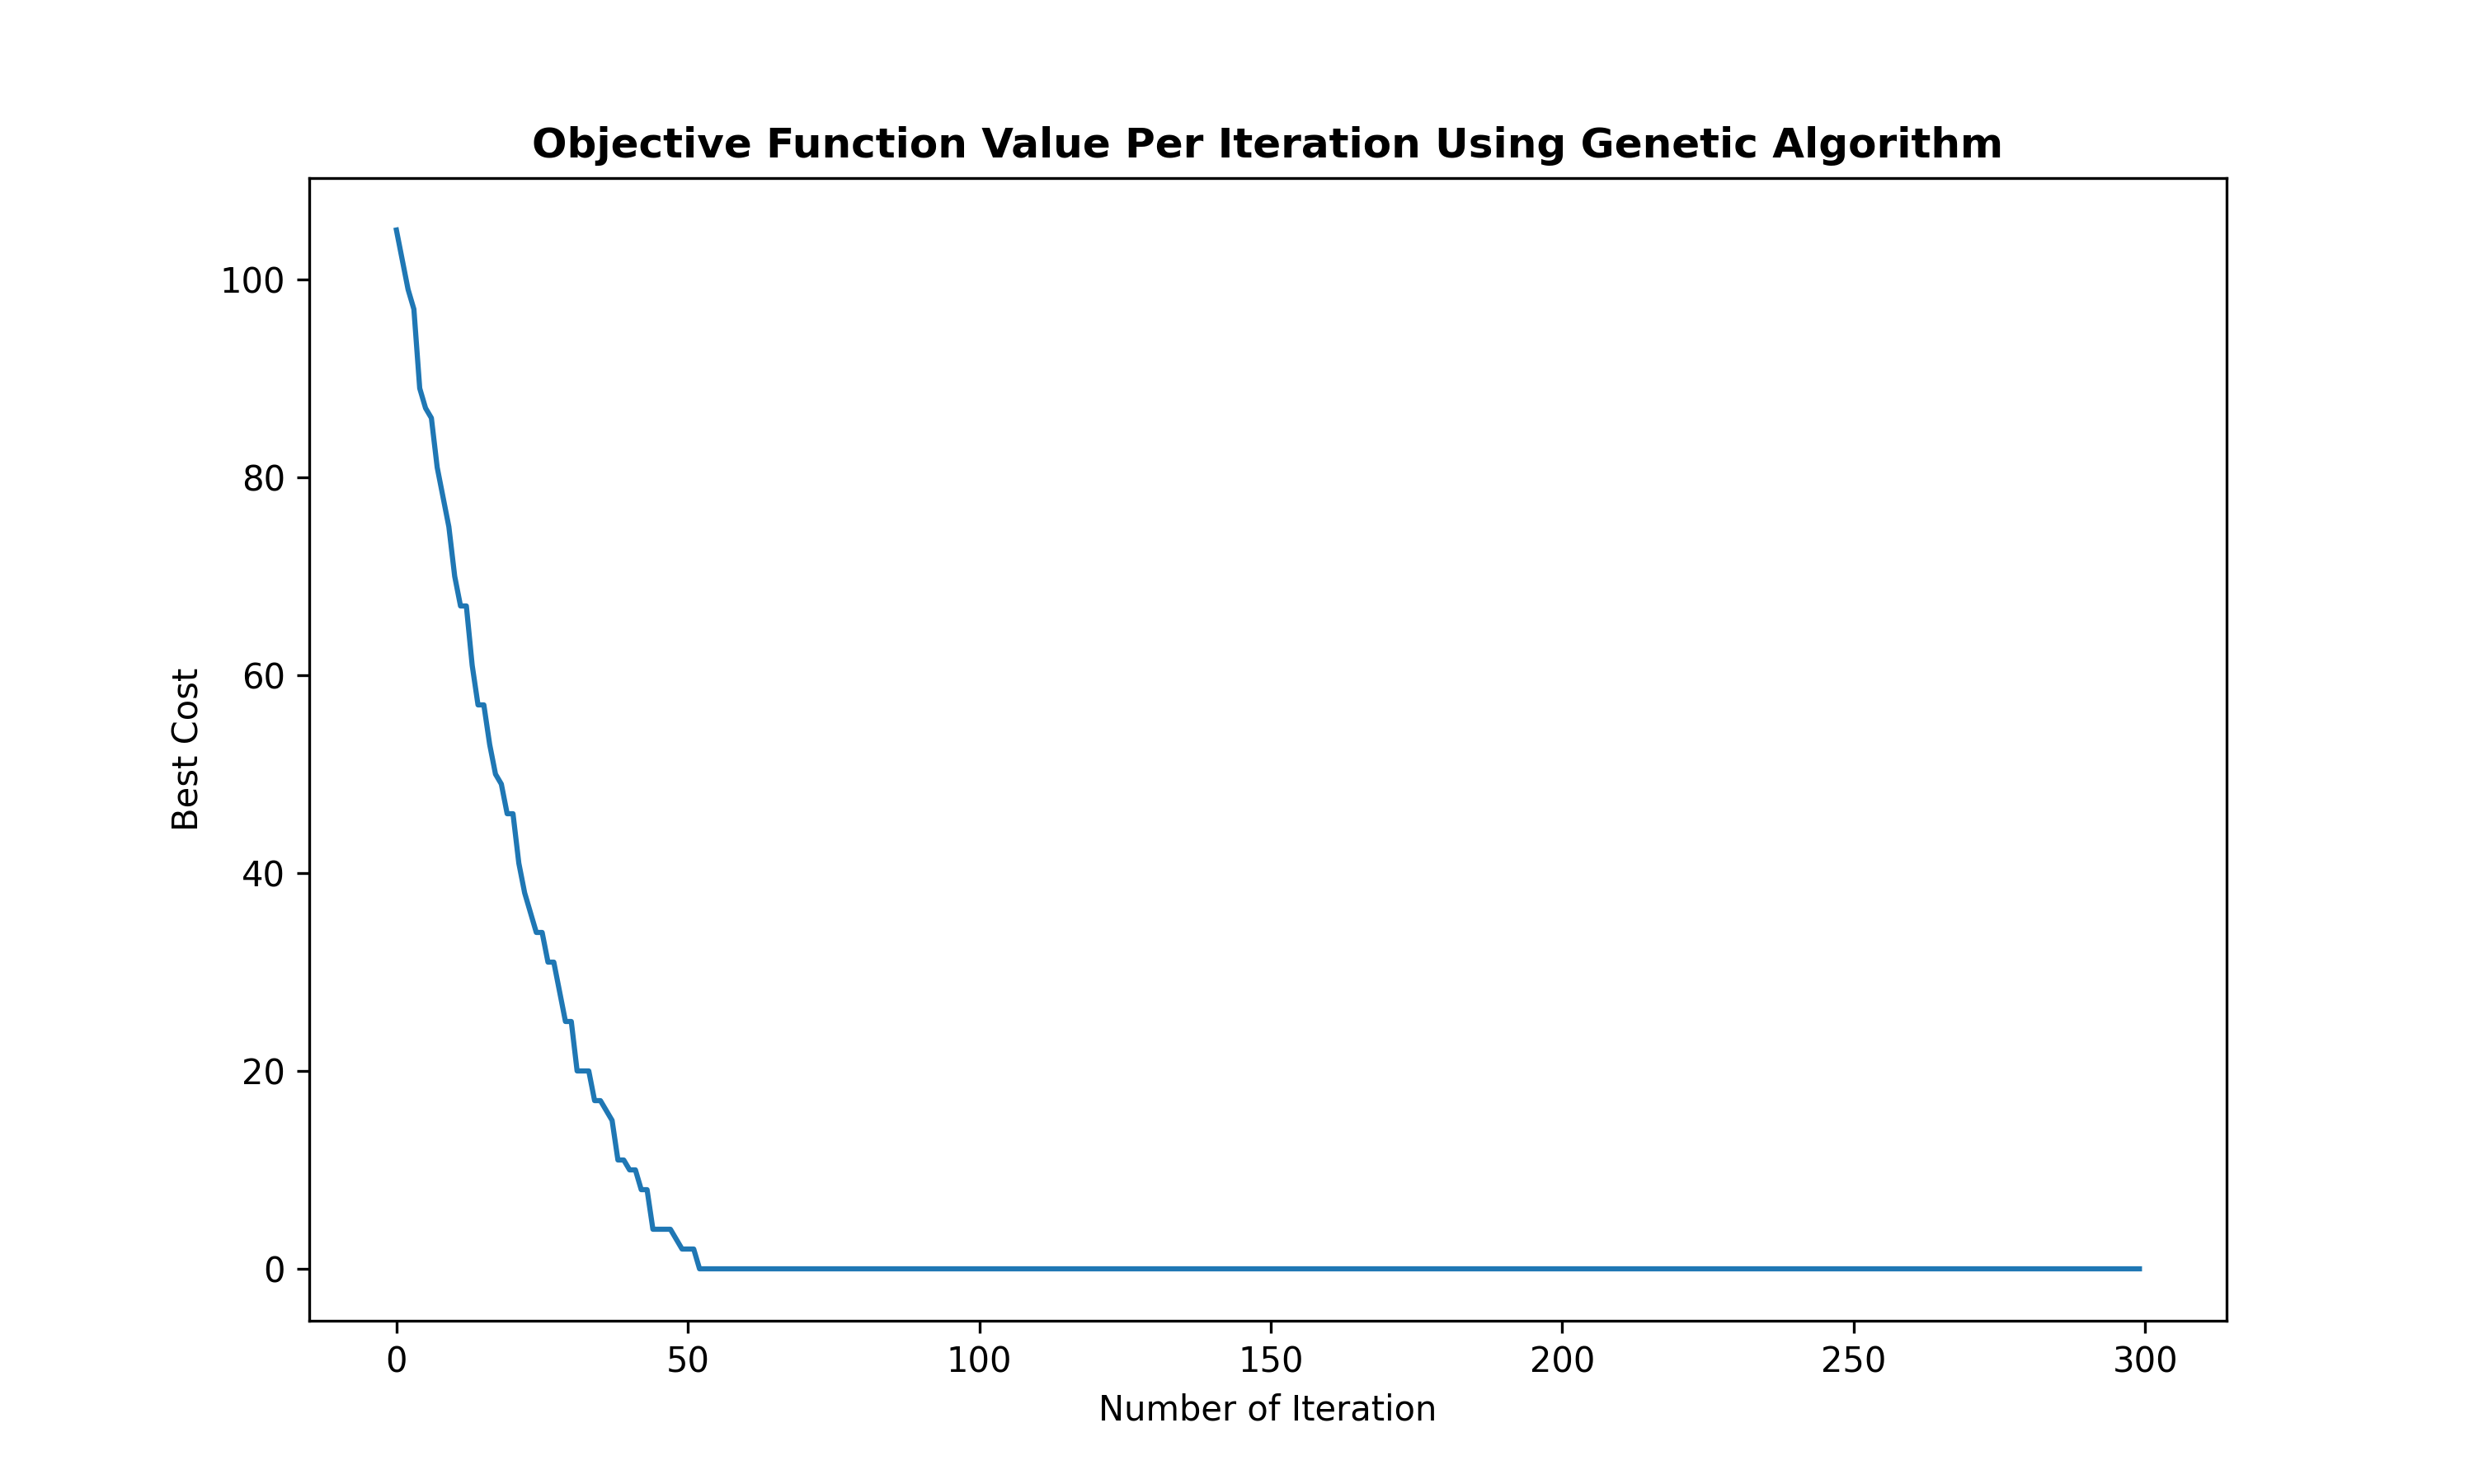 Objective Function Value Per Iteration Using Genetic Algorithm
100
80
60
40
20
0
Best Cost
0 50 100 150 200 250 300
Number of Iteration